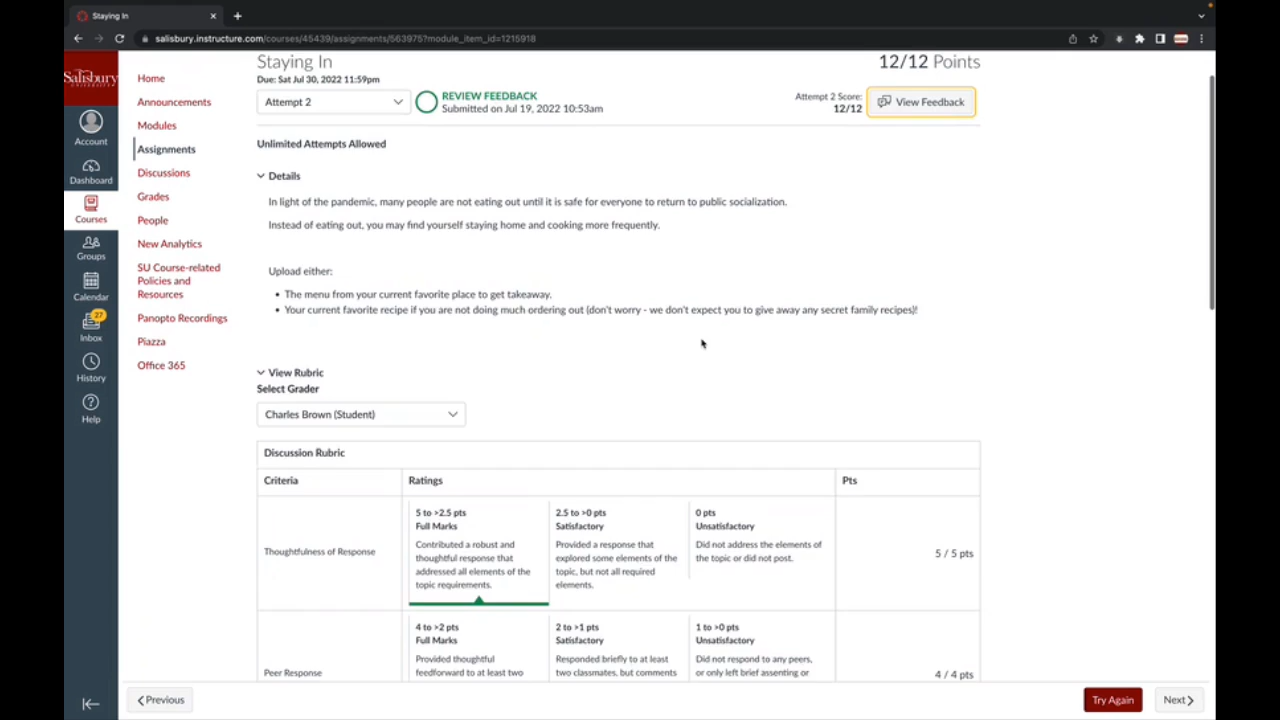 Staying In
salisbury.instructure.com/courses/45439/assignments/563975?module_item_id=1215918
Salisbury
UNIVERSITY
Account
Dashboard
Courses
Groups
Calendar
27
Inbox
History
Help
Home
Announcements
Modules
Assignments
Discussions
Grades
People
New Analytics
SU Course-related
Policies and
Resources
Panopto Recordings
Piazza
Office 365
Staying In
12/12 Points
Due: Sat Jul 30, 2022 11:59pm
Attempt 2
REVIEW FEEDBACK
Submitted on Jul 19, 2022 10:53am
Attempt 2 Score:
12/12
View Feedback
Unlimited Attempts Allowed
Details
In light of the pandemic, many people are not eating out until it is safe for everyone to return to public socialization.
Instead of eating out, you may find yourself staying home and cooking more frequently.
Upload either:
• The menu from your current favorite place to get takeaway.
• Your current favorite recipe if you are not doing much ordering out (don't worry - we don't expect you to give away any secret family recipes)!
View Rubric
Select Grader
Charles Brown (Student)
Discussion Rubric
Criteria
Ratings
Pts
Thoughtfulness of Response
5 to >2.5 pts
Full Marks
Contributed a robust and
thoughtful response that
addressed all elements of the
topic requirements.
2.5 to >0 pts
Satisfactory
Provided a response that
explored some elements of the
topic, but not all required
elements.
0 pts
Unsatisfactory
Did not address the elements of
the topic or did not post.
5 / 5 pts
Peer Response
4 to >2 pts
Full Marks
Provided thoughtful
feedforward to at least two
2 to >1 pts
Satisfactory
Responded briefly to at least
two classmates, but comments
1 to >0 pts
Unsatisfactory
Did not respond to any peers,
or only left brief assenting or
4 / 4 pts
Previous
Try Again
Next